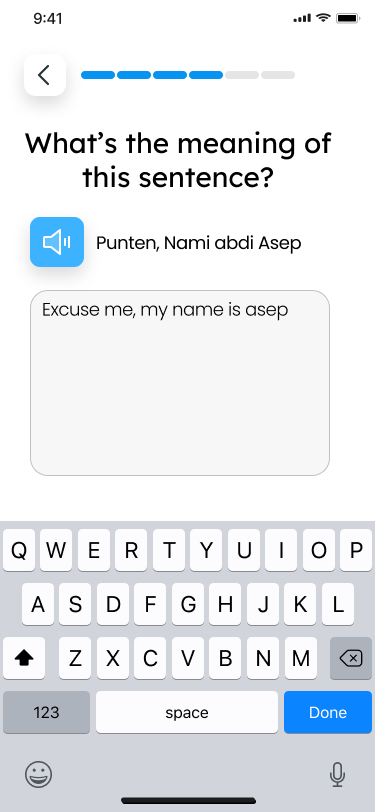 9:41
What’s the meaning of
this sentence?
Punten, Nami abdi Asep
Excuse me, my name is asep
Q W E R T Y U I O P
A S D F G H J K L
Z X C V B N M
123 space Done